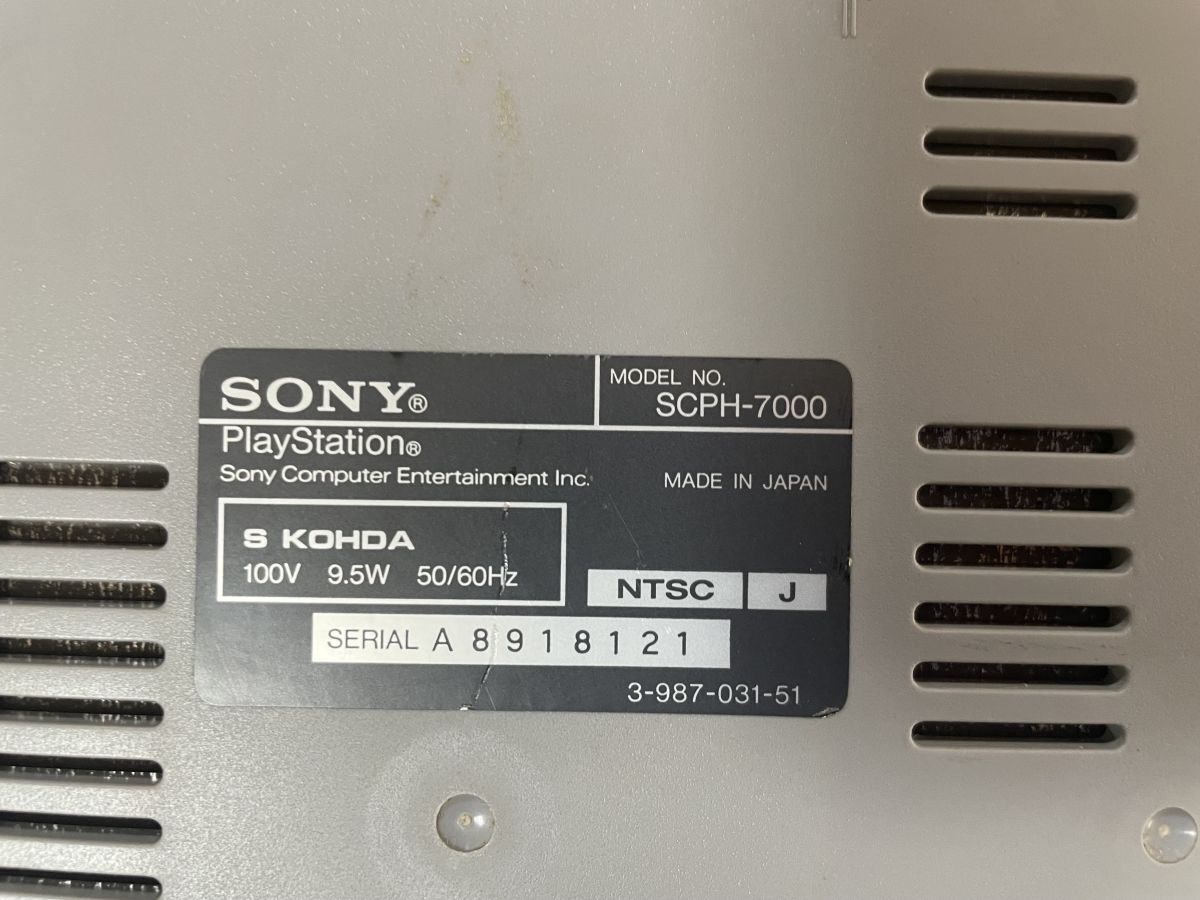 SONY®
MODEL NO.
SCPH-7000
PlayStation®
Sony Computer Entertainment Inc.
MADE IN JAPAN
S KOHDA
100V 9.5W 50/60Hz
NTSC J
SERIAL A8918121
3-987-031-51